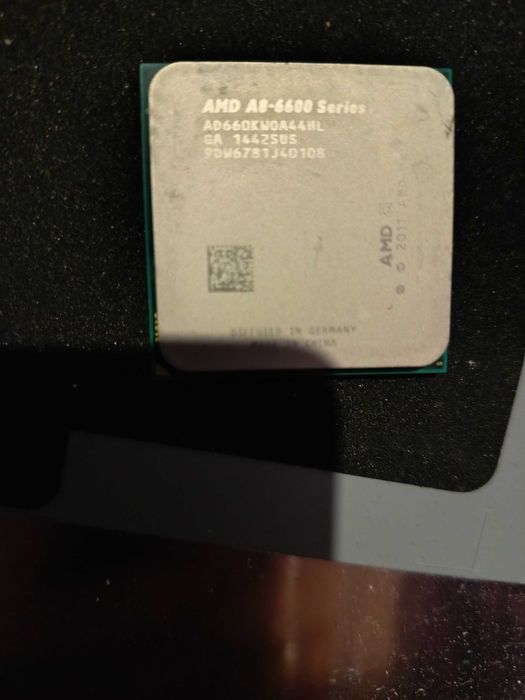 AMD A8-6600 Series
AD660KWOA44HL
GA 1442SUS
9DW6781J40108
AMD
© 2011 AMD
DIFFUSED IN GERMANY
MADE IN CHINA